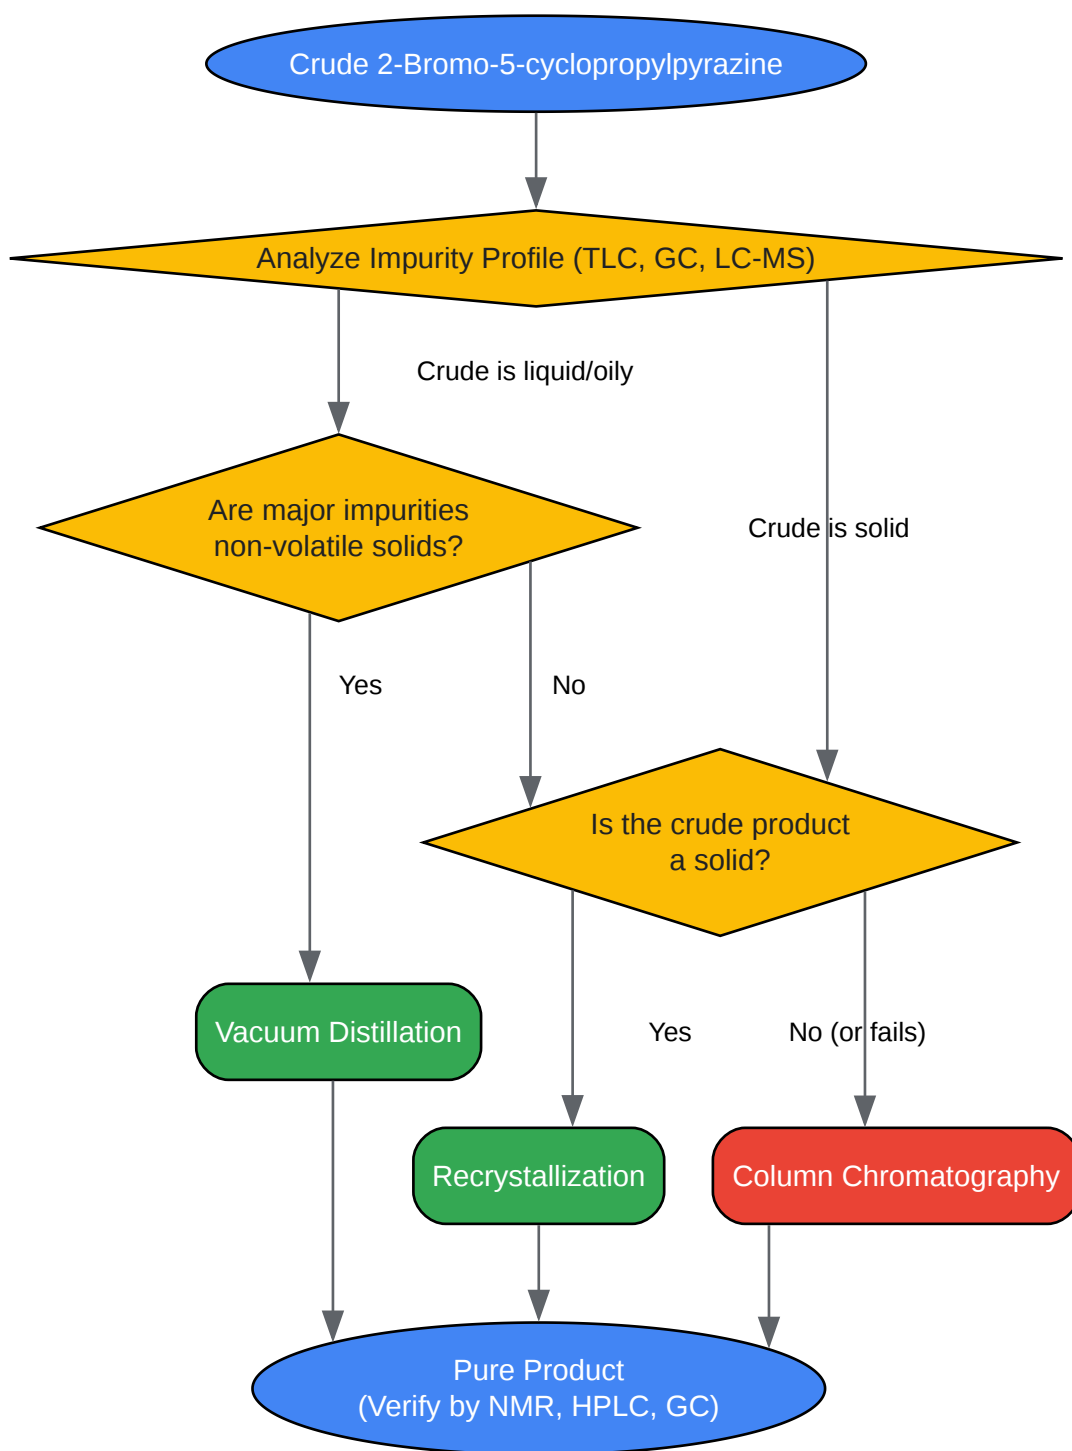 Crude 2-Bromo-5-cyclopropylpyrazine
Analyze Impurity Profile (TLC, GC, LC-MS)
Crude is liquid/oily
Are major impurities
non-volatile solids?
Crude is solid
Yes
No
Is the crude product
a solid?
Vacuum Distillation
Yes
No (or fails)
Recrystallization
Column Chromatography
Pure Product
(Verify by NMR, HPLC, GC)